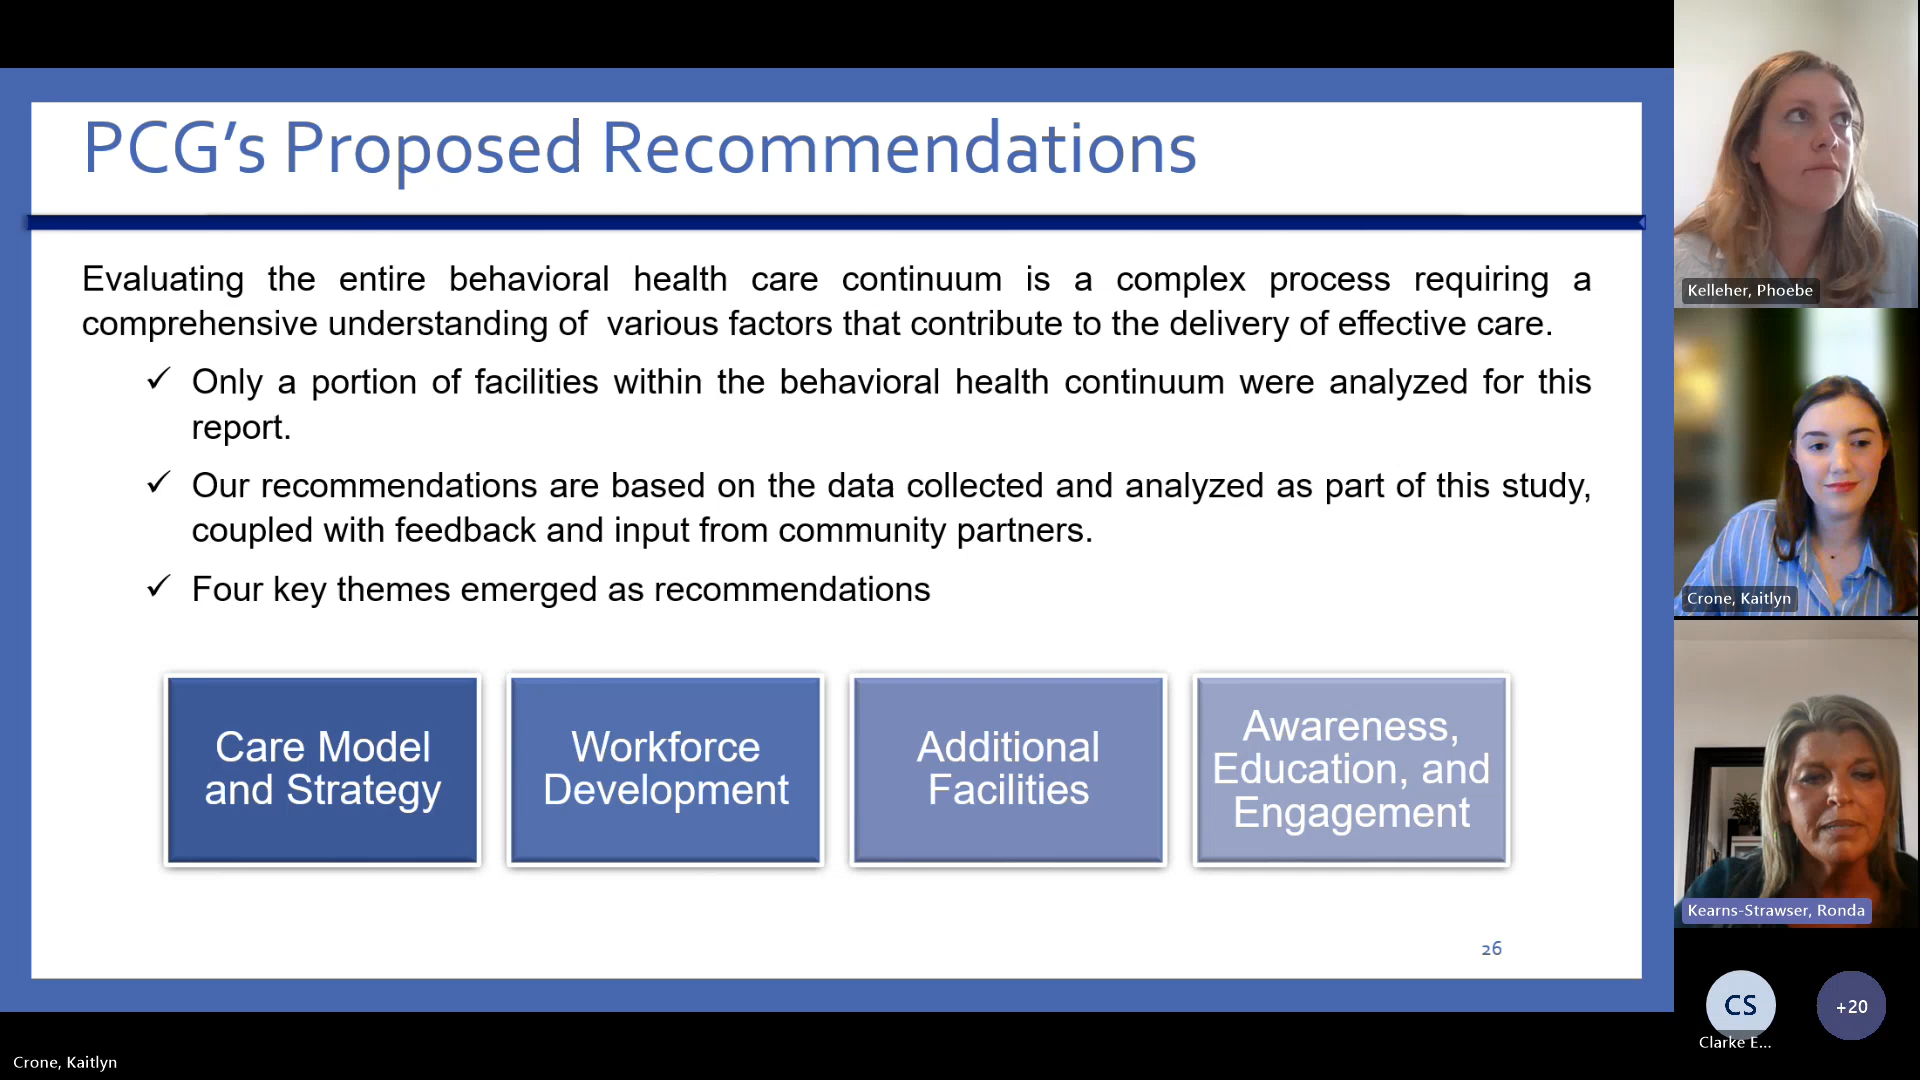 PCG’s Proposed Recommendations
Evaluating the entire behavioral health care continuum is a complex process requiring a
comprehensive understanding of various factors that contribute to the delivery of effective care.
✓ Only a portion of facilities within the behavioral health continuum were analyzed for this
report.
✓ Our recommendations are based on the data collected and analyzed as part of this study,
coupled with feedback and input from community partners.
✓ Four key themes emerged as recommendations
Care Model
and Strategy
Workforce
Development
Additional
Facilities
Awareness,
Education, and
Engagement
26
Kelleher, Phoebe
Crone, Kaitlyn
Kearns-Strawser, Ronda
CS
Clarke E...
+20
Crone, Kaitlyn